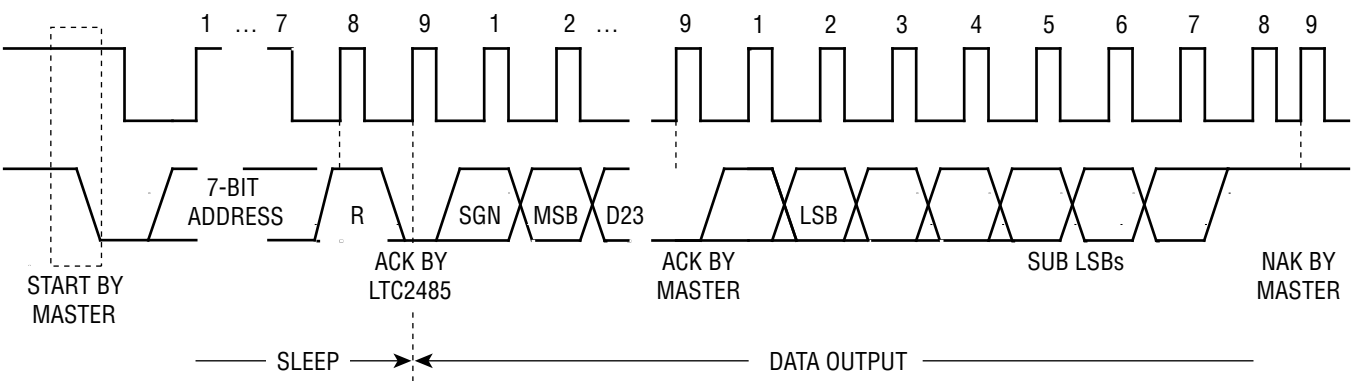 1 ... 7 8 9 1 2 ... 9 1 2 3 4 5 6 7 8 9
7-BIT
ADDRESS
R
SGN
MSB
D23
LSB
START BY
MASTER
ACK BY
LTC2485
ACK BY
MASTER
SUB LSBs
NAK BY
MASTER
SLEEP
DATA OUTPUT